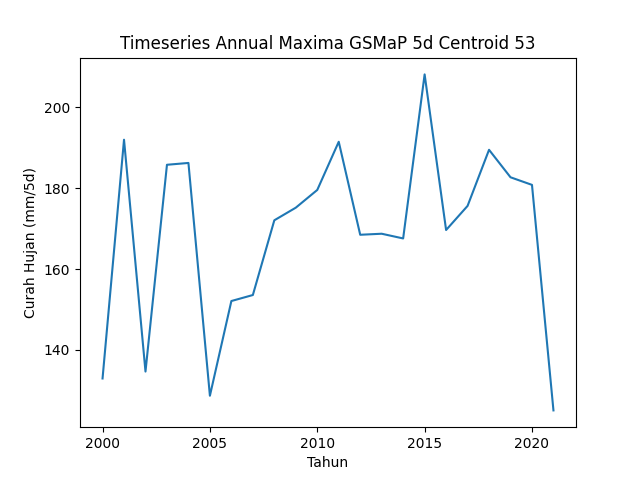 Timeseries Annual Maxima GSMaP 5d Centroid 53
200
180
160
140
Curah Hujan (mm/5d)
2000 2005 2010 2015 2020
Tahun